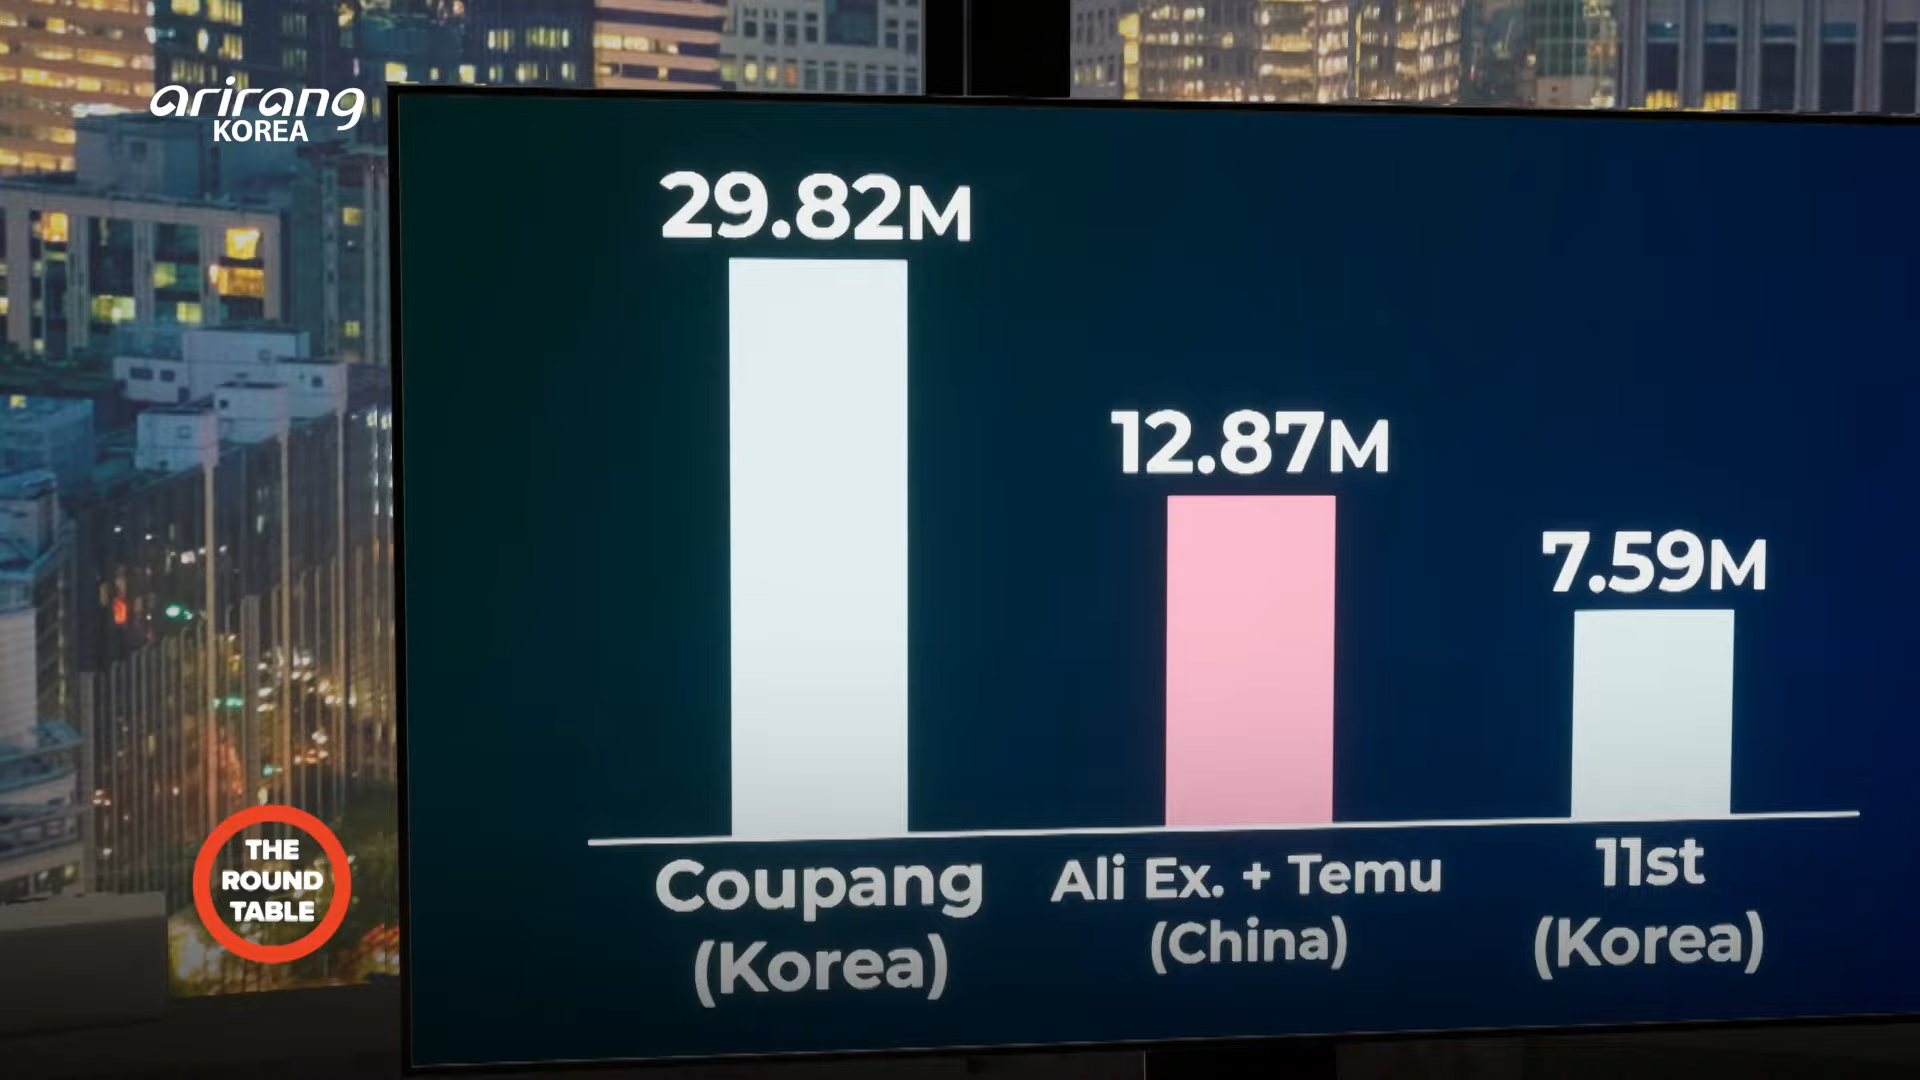 arirang
KOREA
29.82M
12.87M
7.59M
Coupang
(Korea)
Ali Ex. + Temu
(China)
11st
(Korea)
THE
ROUND
TABLE